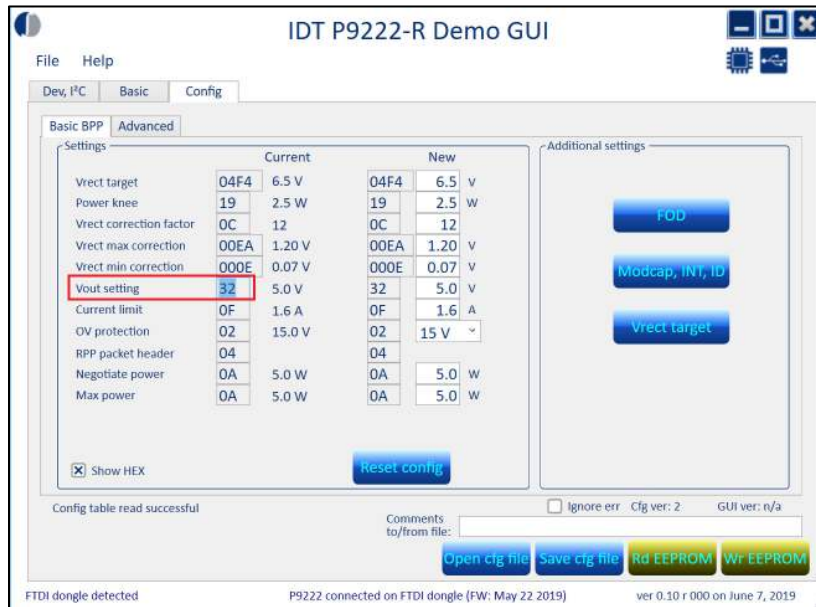 IDT P9222-R Demo GUI
File Help
Dev, I²C Basic Config
Basic BPP Advanced
Settings
Current New
Vrect target 04F4 6.5 V 04F4 6.5 V
Power knee 19 2.5 W 19 2.5 W
Vrect correction factor 0C 12 0C 12
Vrect max correction 00EA 1.20 V 00EA 1.20 V
Vrect min correction 000E 0.07 V 000E 0.07 V
Vout setting 32 5.0 V 32 5.0 V
Current limit 0F 1.6 A 0F 1.6 A
OV protection 02 15.0 V 02 15 V
RPP packet header 04 04
Negotiate power 0A 5.0 W 0A 5.0 W
Max power 0A 5.0 W 0A 5.0 W
Show HEX
Reset config
Additional settings
FOD
Modcap, INT, ID
Vrect target
Config table read successful
Ignore err Cfg ver: 2 GUI ver: n/a
Comments
to/from file:
Open cfg file Save cfg file Rd EEPROM Wr EEPROM
FTDI dongle detected P9222 connected on FTDI dongle (FW: May 22 2019) ver 0.10 r 000 on June 7, 2019